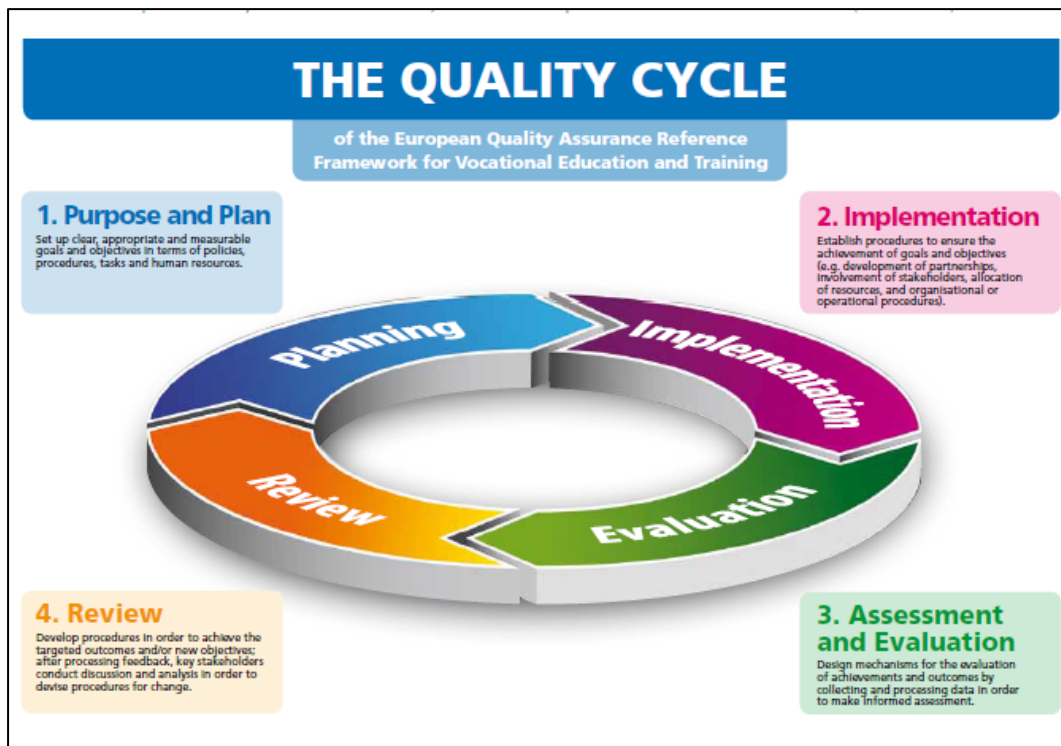 THE QUALITY CYCLE
of the European Quality Assurance Reference
Framework for Vocational Education and Training
1. Purpose and Plan
Set up clear, appropriate and measurable
goals and objectives in terms of policies,
procedures, tasks and human resources.
2. Implementation
Establish procedures to ensure the
achievement of goals and objectives
(e.g. development of partnerships,
involvement of stakeholders, allocation
of resources, and organisational or
operational procedures).
Planning
Implementation
Review
Evaluation
4. Review
Develop procedures in order to achieve the
targeted outcomes and/or new objectives;
after processing feedback, key stakeholders
conduct discussion and analysis in order to
devise procedures for change.
3. Assessment
and Evaluation
Design mechanisms for the evaluation
of achievements and outcomes by
collecting and processing data in order
to make informed assessment.